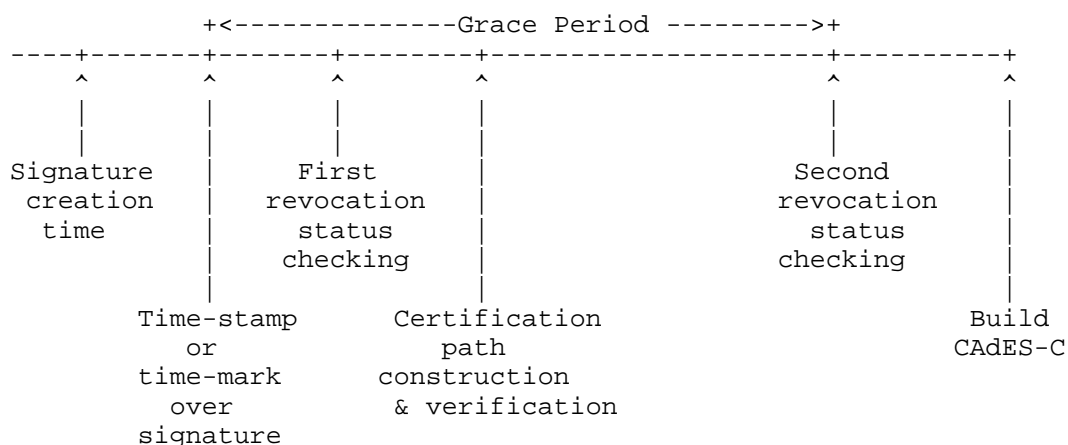 +<--------------Grace Period --------->+
----+-------+-------+--------+---------------------+----------+
^ ^ ^ ^ ^ ^
| | | | | |
| | | | | |
Signature | First | Second |
creation | revocation | revocation |
time | status | status |
| checking | checking |
| | |
Time-stamp Certification Build
or path CAdES-C
time-mark construction
over & verification
signature